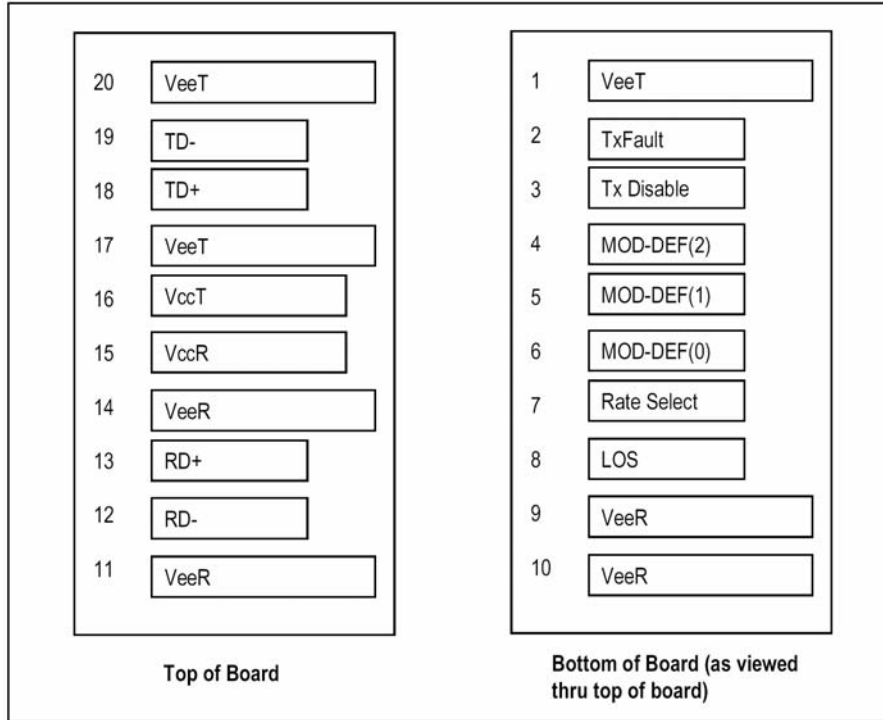 20 VeeT
19 TD-
18 TD+
17 VeeT
16 VccT
15 VccR
14 VeeR
13 RD+
12 RD-
11 VeeR
Top of Board
1 VeeT
2 TxFault
3 Tx Disable
4 MOD-DEF(2)
5 MOD-DEF(1)
6 MOD-DEF(0)
7 Rate Select
8 LOS
9 VeeR
10 VeeR
Bottom of Board (as viewed
thru top of board)